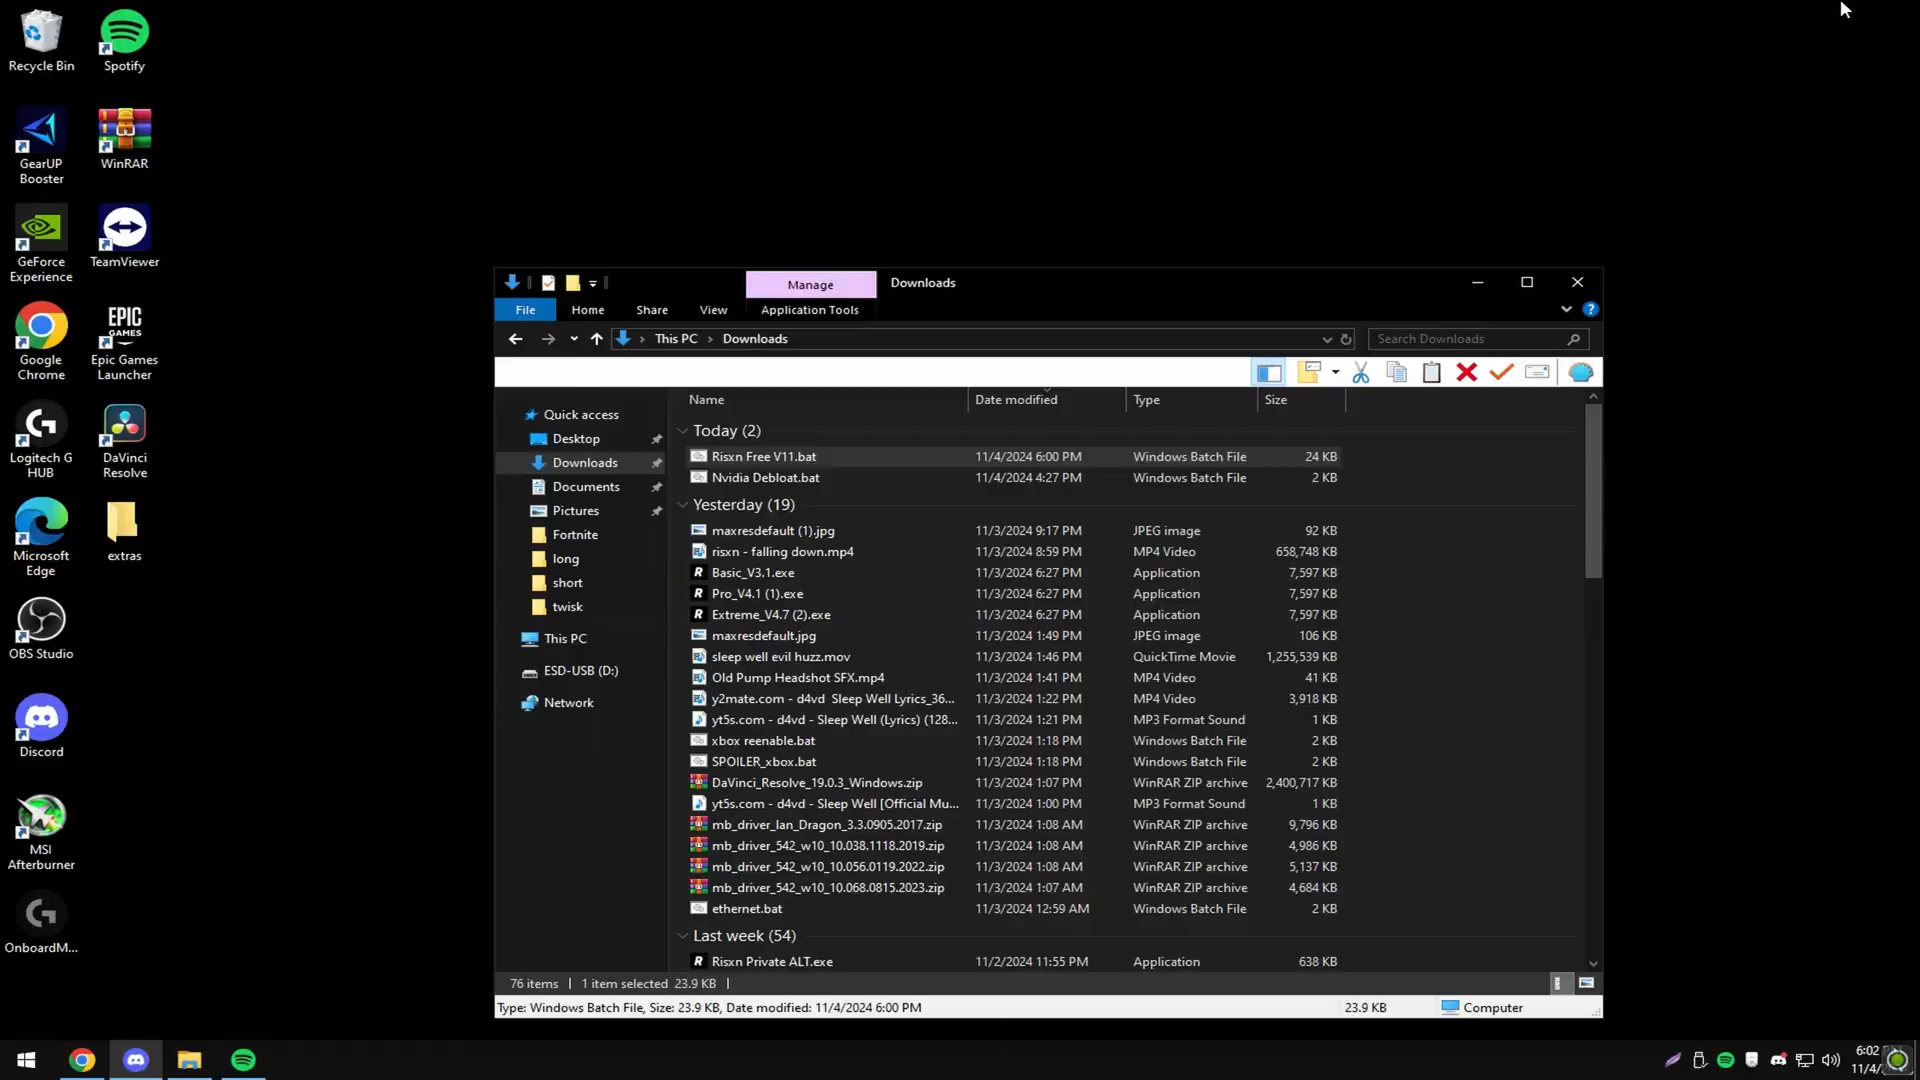 Recycle Bin
Spotify
GearUP
Booster
WinRAR
GeForce
Experience
TeamViewer
Google
Chrome
EPIC
GAMES
Epic Games
Launcher
Logitech G
HUB
DaVinci
Resolve
Microsoft
Edge
extras
OBS Studio
Discord
MSI
Afterburner
OnboardM...
Manage
Downloads
File
Home
Share
View
Application Tools
This PC
Downloads
Search Downloads
Quick access
Desktop
Downloads
Documents
Pictures
Fortnite
long
short
twisk
This PC
ESD-USB (D:)
Network
Name Date modified Type Size
Today (2)
Risxn Free V11.bat 11/4/2024 6:00 PM Windows Batch File 24 KB
Nvidia Debloat.bat 11/4/2024 4:27 PM Windows Batch File 2 KB
Yesterday (19)
maxresdefault (1).jpg 11/3/2024 9:17 PM JPEG image 92 KB
risxn - falling down.mp4 11/3/2024 8:59 PM MP4 Video 658,748 KB
R Basic_V3.1.exe 11/3/2024 6:27 PM Application 7,597 KB
R Pro_V4.1 (1).exe 11/3/2024 6:27 PM Application 7,597 KB
R Extreme_V4.7 (2).exe 11/3/2024 6:27 PM Application 7,597 KB
maxresdefault.jpg 11/3/2024 1:49 PM JPEG image 106 KB
sleep well evil huzz.mov 11/3/2024 1:46 PM QuickTime Movie 1,255,539 KB
Old Pump Headshot SFX.mp4 11/3/2024 1:41 PM MP4 Video 41 KB
y2mate.com - d4vd  Sleep Well Lyrics_36... 11/3/2024 1:22 PM MP4 Video 3,918 KB
yt5s.com - d4vd - Sleep Well (Lyrics) (128... 11/3/2024 1:21 PM MP3 Format Sound 1 KB
xbox reenable.bat 11/3/2024 1:18 PM Windows Batch File 2 KB
SPOILER_xbox.bat 11/3/2024 1:18 PM Windows Batch File 2 KB
DaVinci_Resolve_19.0.3_Windows.zip 11/3/2024 1:07 PM WinRAR ZIP archive 2,400,717 KB
yt5s.com - d4vd - Sleep Well [Official Mu... 11/3/2024 1:00 PM MP3 Format Sound 1 KB
mb_driver_lan_Dragon_3.3.0905.2017.zip 11/3/2024 1:08 AM WinRAR ZIP archive 9,796 KB
mb_driver_542_w10_10.038.1118.2019.zip 11/3/2024 1:08 AM WinRAR ZIP archive 4,986 KB
mb_driver_542_w10_10.056.0119.2022.zip 11/3/2024 1:08 AM WinRAR ZIP archive 5,137 KB
mb_driver_542_w10_10.068.0815.2023.zip 11/3/2024 1:07 AM WinRAR ZIP archive 4,684 KB
ethernet.bat 11/3/2024 12:59 AM Windows Batch File 2 KB
Last week (54)
R Risxn Private ALT.exe 11/2/2024 11:55 PM Application 638 KB
76 items 1 item selected 23.9 KB
Type: Windows Batch File, Size: 23.9 KB, Date modified: 11/4/2024 6:00 PM 23.9 KB Computer
6:02
11/4/